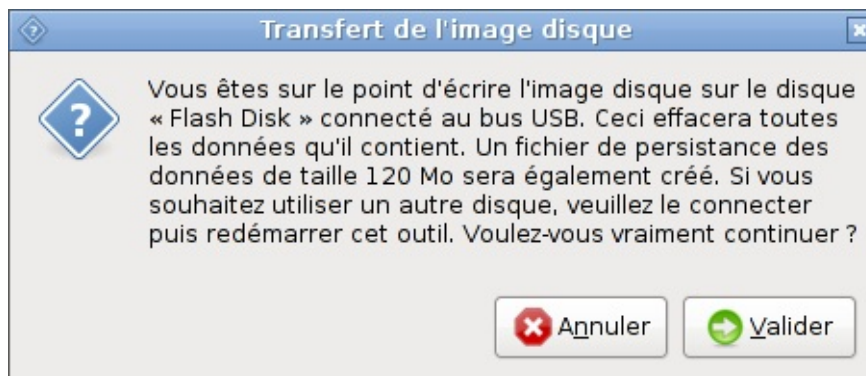 Transfert de l'image disque
Vous êtes sur le point d'écrire l'image disque sur le disque
« Flash Disk » connecté au bus USB. Ceci effacera toutes
les données qu'il contient. Un fichier de persistance des
données de taille 120 Mo sera également créé. Si vous
souhaitez utiliser un autre disque, veuillez le connecter
puis redémarrer cet outil. Voulez-vous vraiment continuer ?
Annuler
Valider